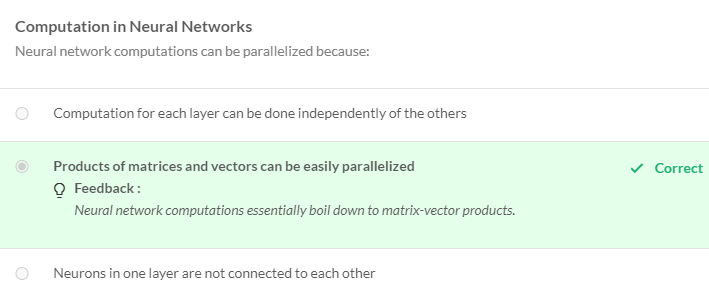 Computation in Neural Networks
Neural network computations can be parallelized because:
Computation for each layer can be done independently of the others
Products of matrices and vectors can be easily parallelized
Correct
Feedback :
Neural network computations essentially boil down to matrix-vector products.
Neurons in one layer are not connected to each other